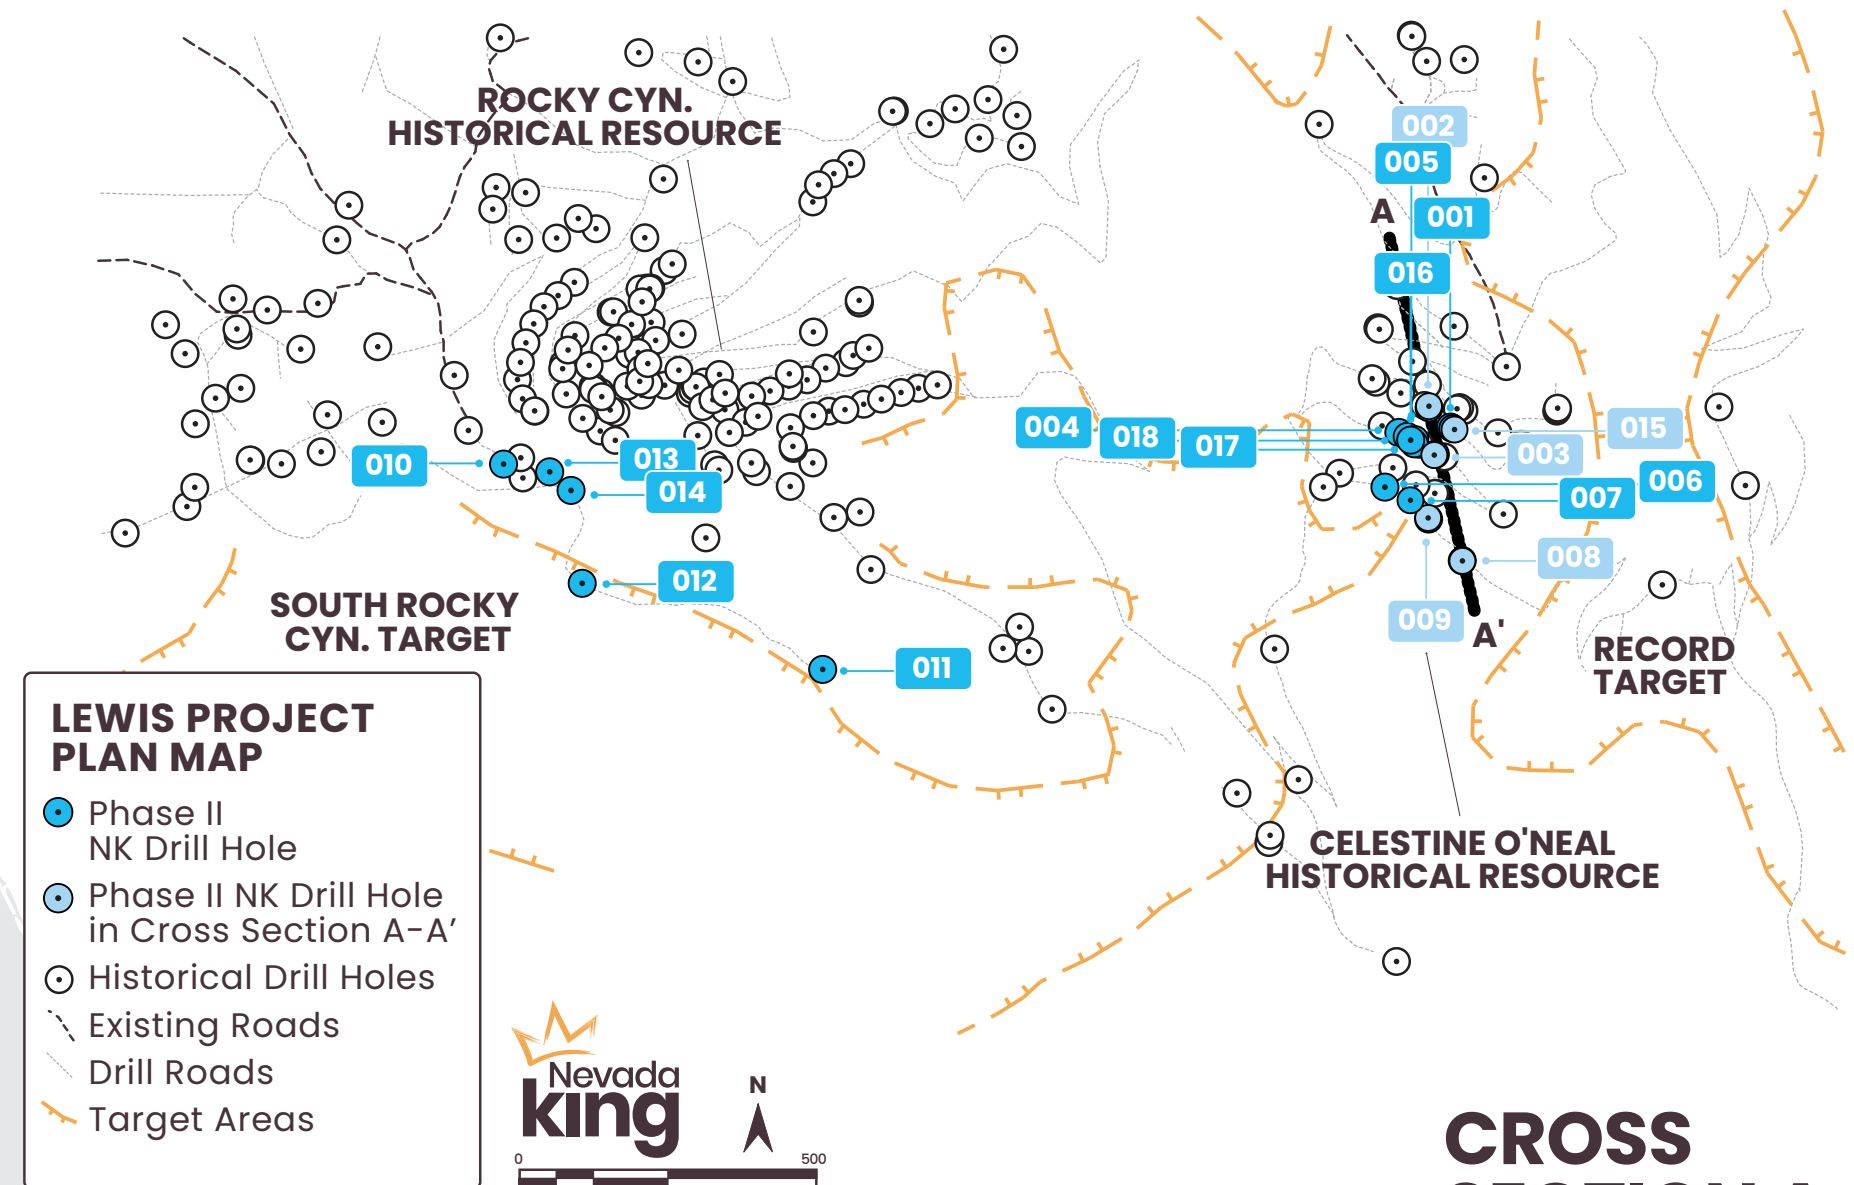 ROCKY CYN.
HISTORICAL RESOURCE
002
005
A
001
016
004
018
017
015
003
006
007
010
013
014
012
011
008
009
A'
SOUTH ROCKY
CYN. TARGET
RECORD
TARGET
CELESTINE O'NEAL
HISTORICAL RESOURCE
LEWIS PROJECT
PLAN MAP
Phase II
NK Drill Hole
Phase II NK Drill Hole
in Cross Section A-A’
Historical Drill Holes
Existing Roads
Drill Roads
Target Areas
Nevada
king
N
0 500
CROSS